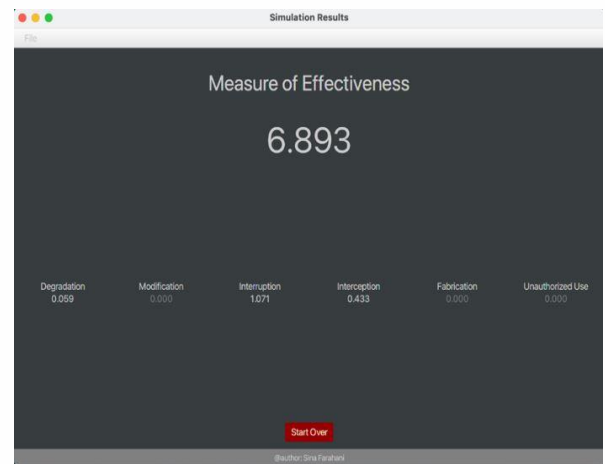 Simulation Results
File
Measure of Effectiveness
6.893
Degradation Modification Interruption Interception Fabrication Unauthorized Use
0.059 0.000 1.071 0.433 0.000 0.000
Start Over
@author: Sina Farahani